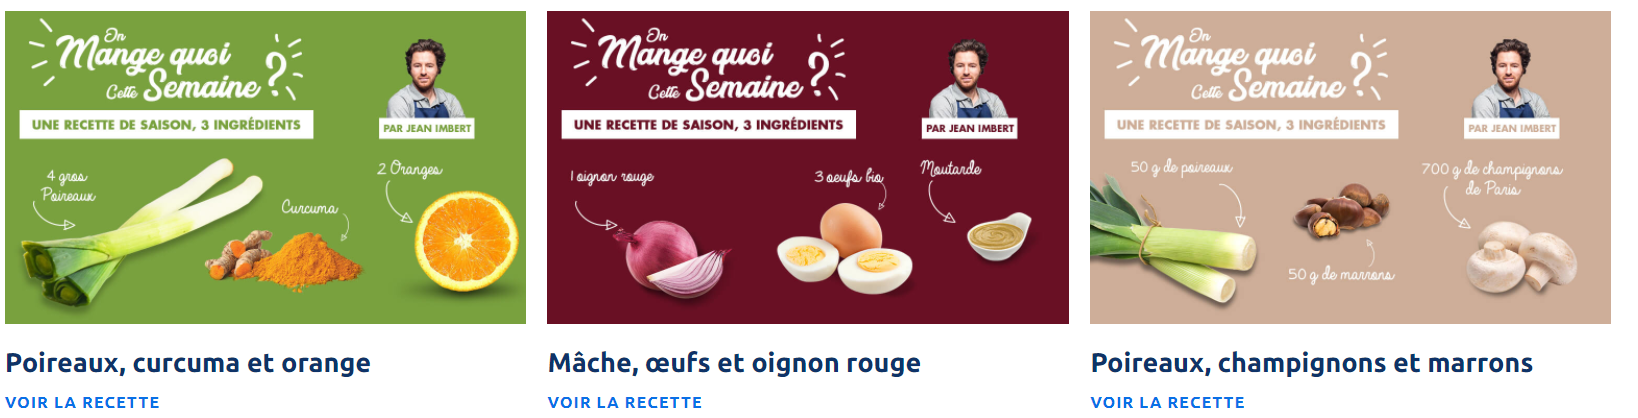 On
Mange quoi
Cette Semaine ?
UNE RECETTE DE SAISON, 3 INGRÉDIENTS
PAR JEAN IMBERT
4 gros
Poireaux
Curcuma
2 Oranges
Poireaux, curcuma et orange
VOIR LA RECETTE
On
Mange quoi
Cette Semaine ?
UNE RECETTE DE SAISON, 3 INGRÉDIENTS
PAR JEAN IMBERT
1 oignon rouge
3 oeufs bio
Moutarde
Mâche, œufs et oignon rouge
VOIR LA RECETTE
On
Mange quoi
Cette Semaine ?
UNE RECETTE DE SAISON, 3 INGRÉDIENTS
PAR JEAN IMBERT
50 g de poireaux
50 g de marrons
700 g de champignons
de Paris
Poireaux, champignons et marrons
VOIR LA RECETTE